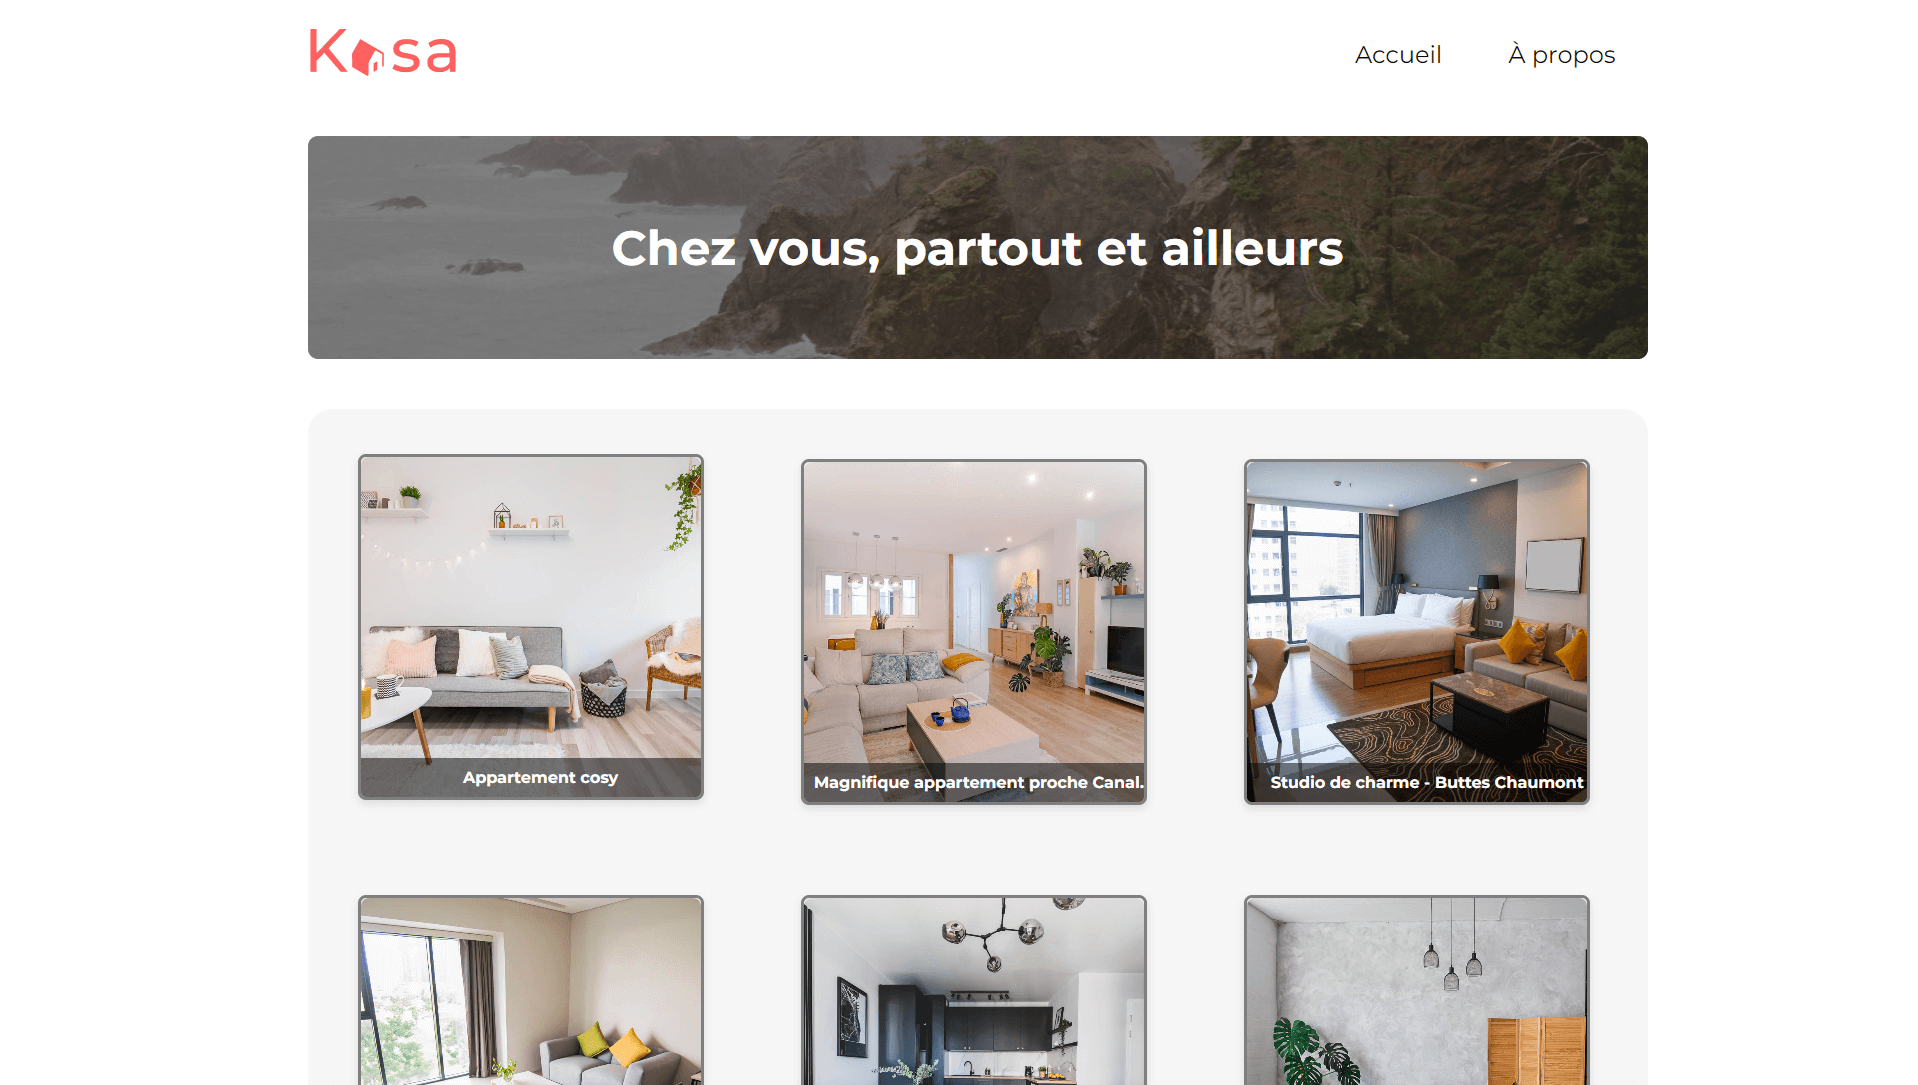 Kasa
Accueil
À propos
Chez vous, partout et ailleurs
Appartement cosy
Magnifique appartement proche Canal.
Studio de charme - Buttes Chaumont